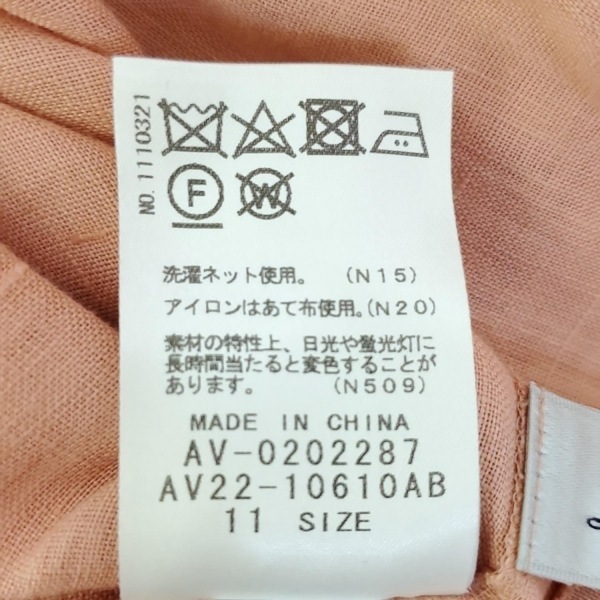 NO.1110321
F
W
洗濯ネット使用。 (N15)
アイロンはあて布使用。(N20)
素材の特性上、日光や蛍光灯に
長時間当たると変色することが
あります。 (N509)
MADE IN CHINA
AV-0202287
AV22-10610AB
11 SIZE